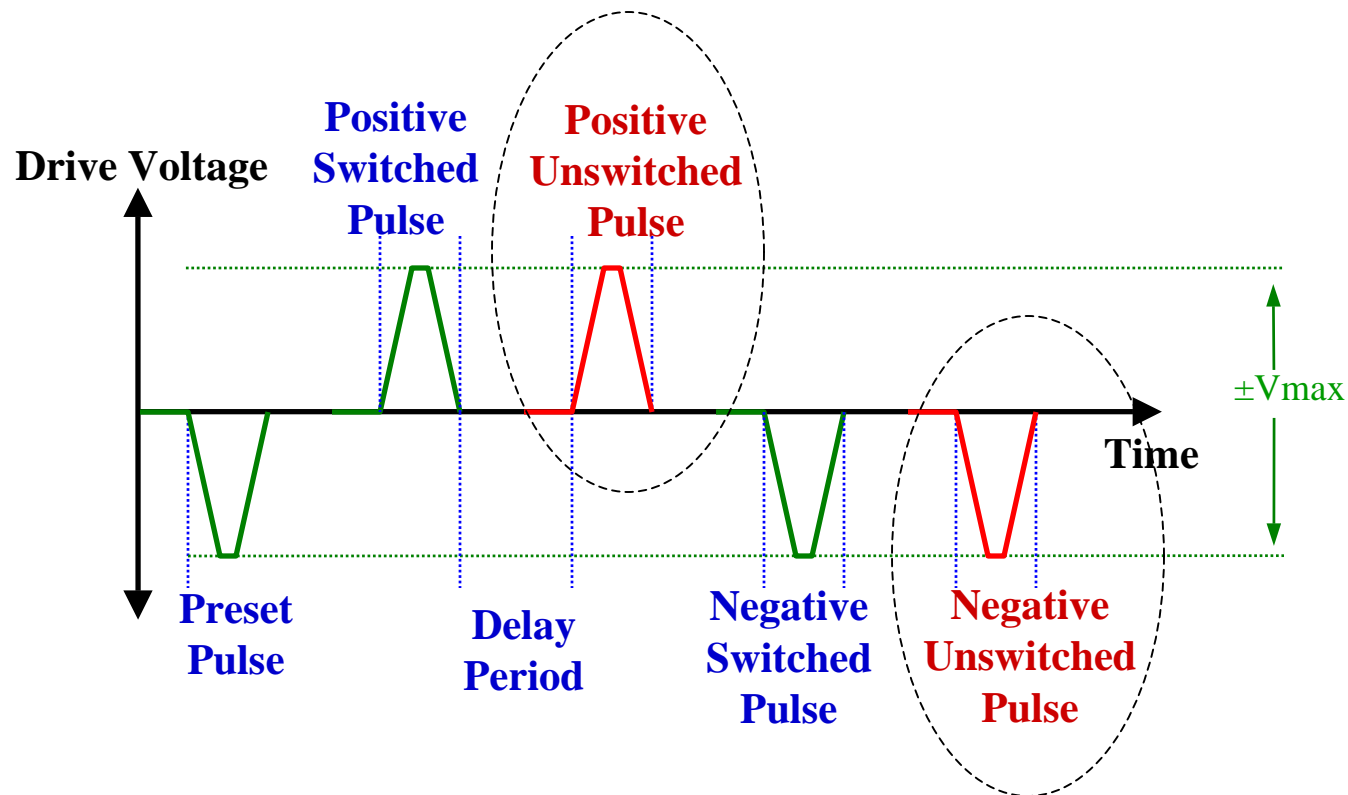 Positive
Switched
Pulse
Positive
Unswitched
Pulse
Drive Voltage
±Vmax
Time
Preset
Pulse
Delay
Period
Negative
Switched
Pulse
Negative
Unswitched
Pulse